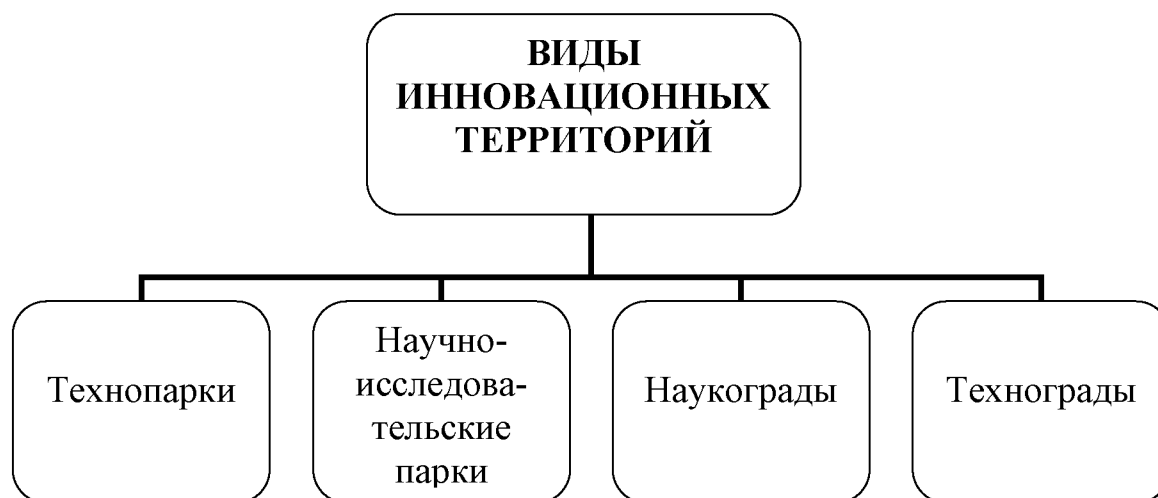 ВИДЫ
ИННОВАЦИОННЫХ
ТЕРРИТОРИЙ
Технопарки
Научно-
исследова-
тельские
парки
Наукограды
Технограды